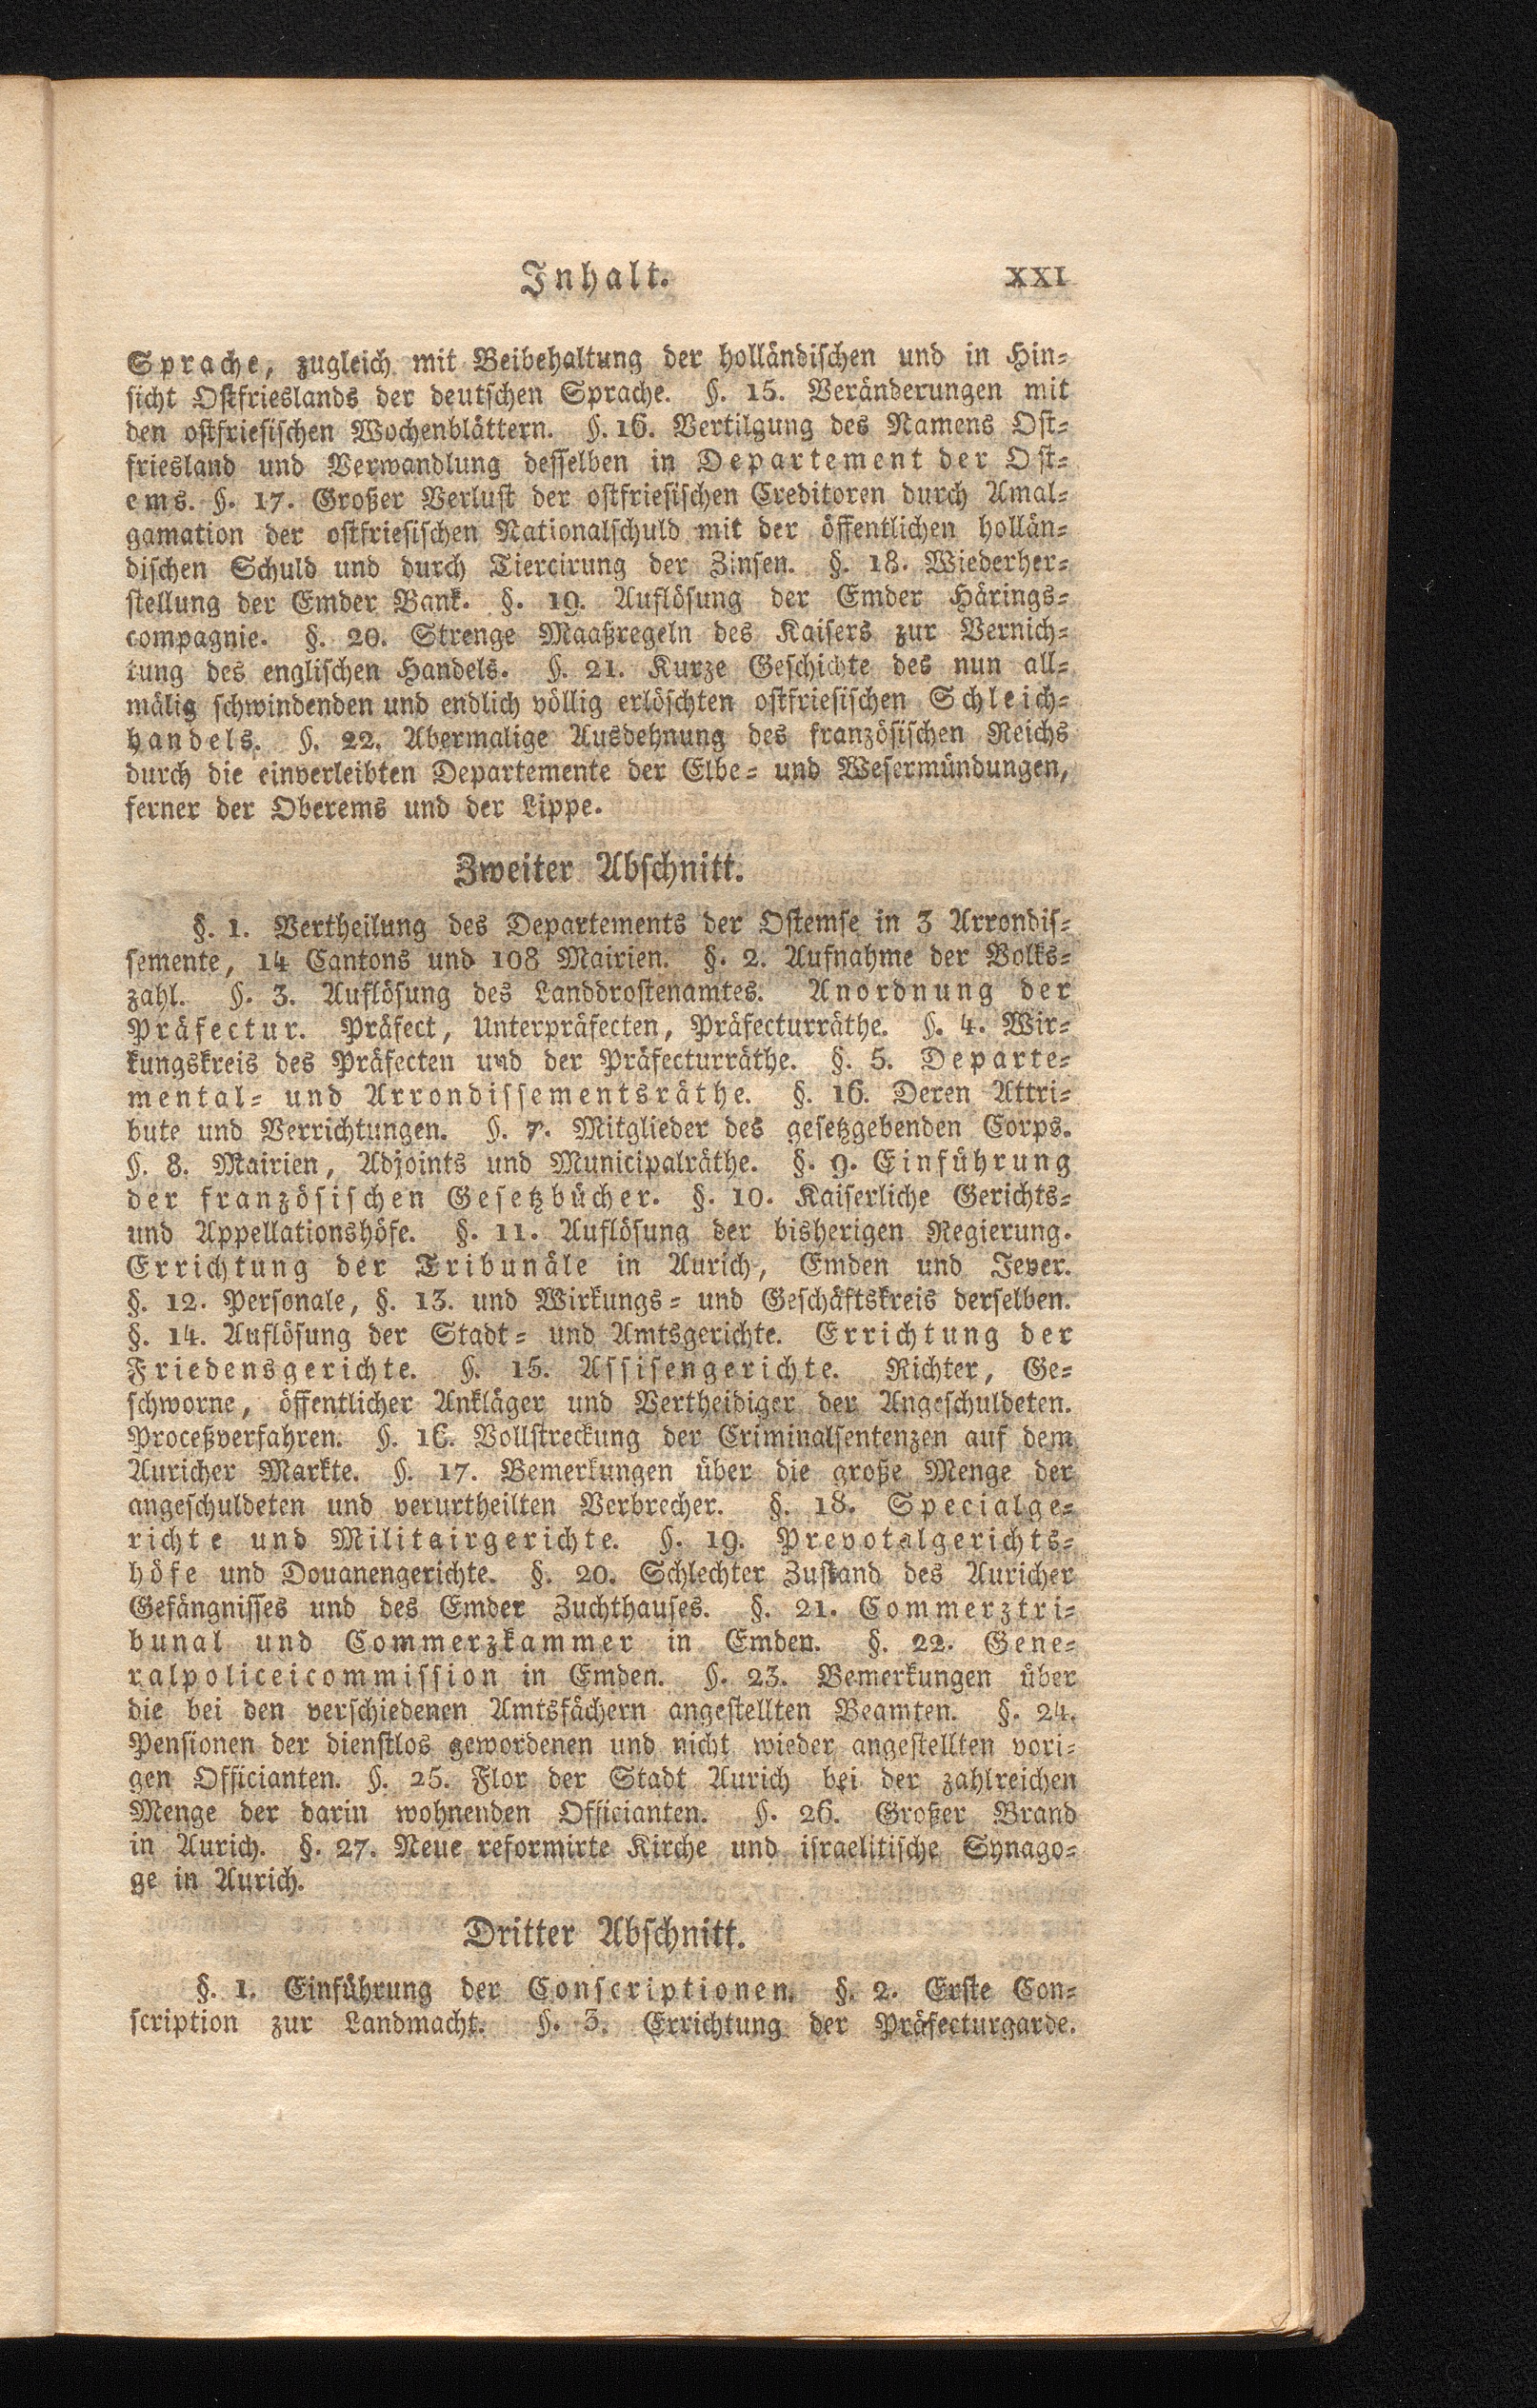 Inhalt. XXI
Sprache, zugleich mit Beibehaltung der holländischen und in Hin-
sicht Ostfrieslands der deutschen Sprache. §. 15. Veränderungen mit
den ostfriesischen Wochenblättern. §. 16. Vertilgung des Namens Ost-
friesland und Verwandlung desselben in Departement der Ost-
ems. §. 17. Großer Verlust der ostfriesischen Creditoren durch Amal-
gamation der ostfriesischen Nationalschuld mit der öffentlichen hollän-
dischen Schuld und durch Tiercirung der Zinsen. §. 18. Wiederher-
stellung der Emder Bank. §. 19. Auflösung der Emder Härings-
compagnie. §. 20. Strenge Maaßregeln des Kaisers zur Vernich-
tung des englischen Handels. §. 21. Kurze Geschichte des nun all-
mälig schwindenden und endlich völlig erlöschten ostfriesischen Schleich-
handels. §. 22. Abermalige Ausdehnung des französischen Reichs
durch die einverleibten Departemente der Elbe- und Wesermündungen,
ferner der Oberems und der Lippe.
Zweiter Abschnitt.
§. 1. Vertheilung des Departements der Ostemse in 3 Arrondis-
semente, 14 Cantons und 108 Mairien. §. 2. Aufnahme der Volks-
zahl. §. 3. Auflösung des Landdrostenamtes. Anordnung der
Präfectur. Präfect, Unterpräfecten, Präfecturräthe. §. 4. Wir-
kungskreis des Präfecten und der Präfecturräthe. §. 5. Departe-
mental- und Arrondissementsräthe. §. 16. Deren Attri-
bute und Verrichtungen. §. 7. Mitglieder des gesetzgebenden Corps.
§. 8. Mairien, Adjoints und Municipalräthe. §. 9. Einführung
der französischen Gesetzbücher. §. 10. Kaiserliche Gerichts-
und Appellationshöfe. §. 11. Auflösung der bisherigen Regierung.
Errichtung der Tribunäle in Aurich, Emden und Jever.
§. 12. Personale, §. 13. und Wirkungs- und Geschäftskreis derselben.
§. 14. Auflösung der Stadt- und Amtsgerichte. Errichtung der
Friedensgerichte. §. 15. Assisengerichte. Richter, Ge-
schworne, öffentlicher Ankläger und Vertheidiger der Angeschuldeten.
Proceßverfahren. §. 16. Vollstreckung der Criminalsentenzen auf dem
Auricher Markte. §. 17. Bemerkungen über die große Menge der
angeschuldeten und verurtheilten Verbrecher. §. 18. Specialge-
richte und Militairgerichte. §. 19. Prevotalgerichts-
höfe und Douanengerichte. §. 20. Schlechter Zustand des Auricher
Gefängnisses und des Emder Zuchthauses. §. 21. Commerztri-
bunal und Commerzkammer in Emden. §. 22. Gene-
ralpoliceicommission in Emden. §. 23. Bemerkungen über
die bei den verschiedenen Amtsfächern angestellten Beamten. §. 24.
Pensionen der dienstlos gewordenen und nicht wieder angestellten vori-
gen Officianten. §. 25. Flor der Stadt Aurich bei der zahlreichen
Menge der darin wohnenden Officianten. §. 26. Großer Brand
in Aurich. §. 27. Neue reformirte Kirche und israelitische Synago-
ge in Aurich.
Dritter Abschnitt.
§. 1. Einführung der Conscriptionen. §. 2. Erste Con-
scription zur Landmacht. §. 3. Errichtung der Präfecturgarde.